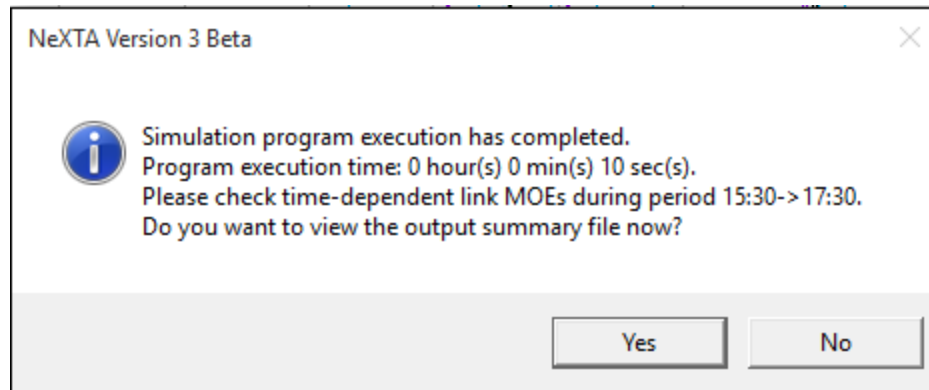 NeXTA Version 3 Beta
Simulation program execution has completed.
Program execution time: 0 hour(s) 0 min(s) 10 sec(s).
Please check time-dependent link MOEs during period 15:30->17:30.
Do you want to view the output summary file now?
Yes
No